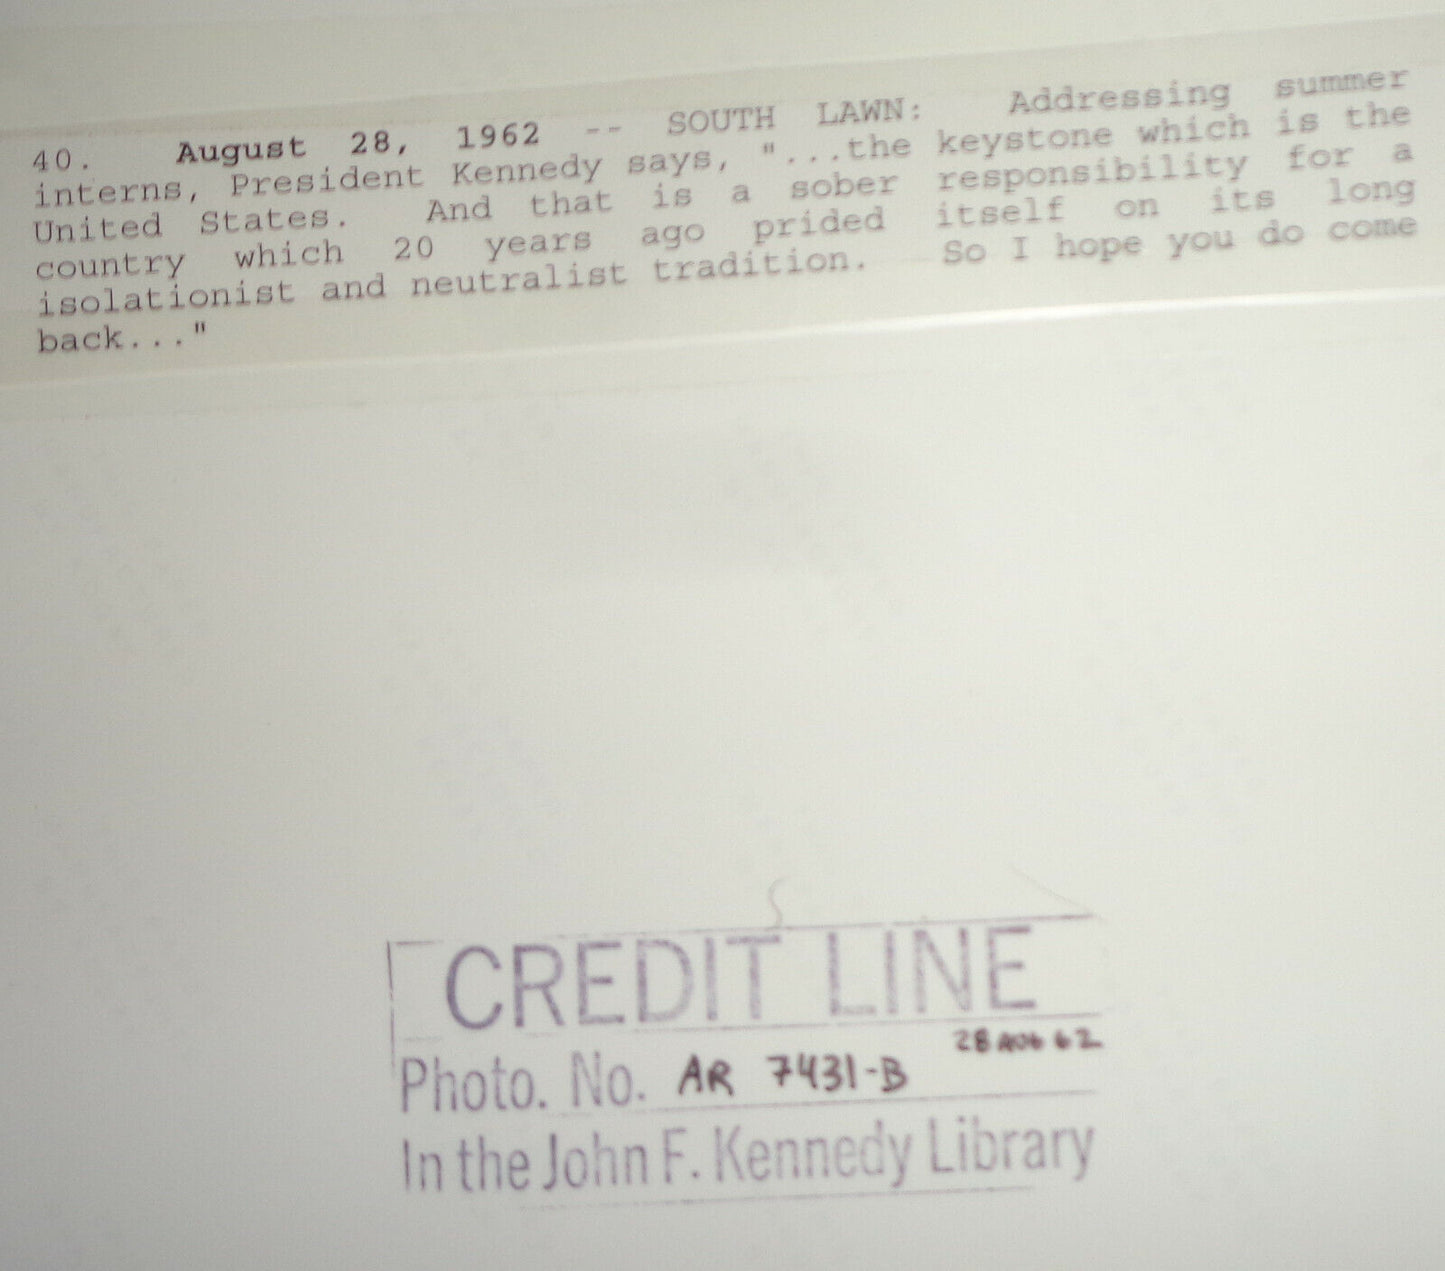 40. August 28, 1962 -- SOUTH LAWN: Addressing summer
interns, President Kennedy says, "...the keystone which is the
United States. And that is a sober responsibility for a
country which 20 years ago prided itself on its long
isolationist and neutralist tradition. So I hope you do come
back..."
CREDIT LINE
28 AUG 62
Photo. No. AR 7431-B
In the John F. Kennedy Library